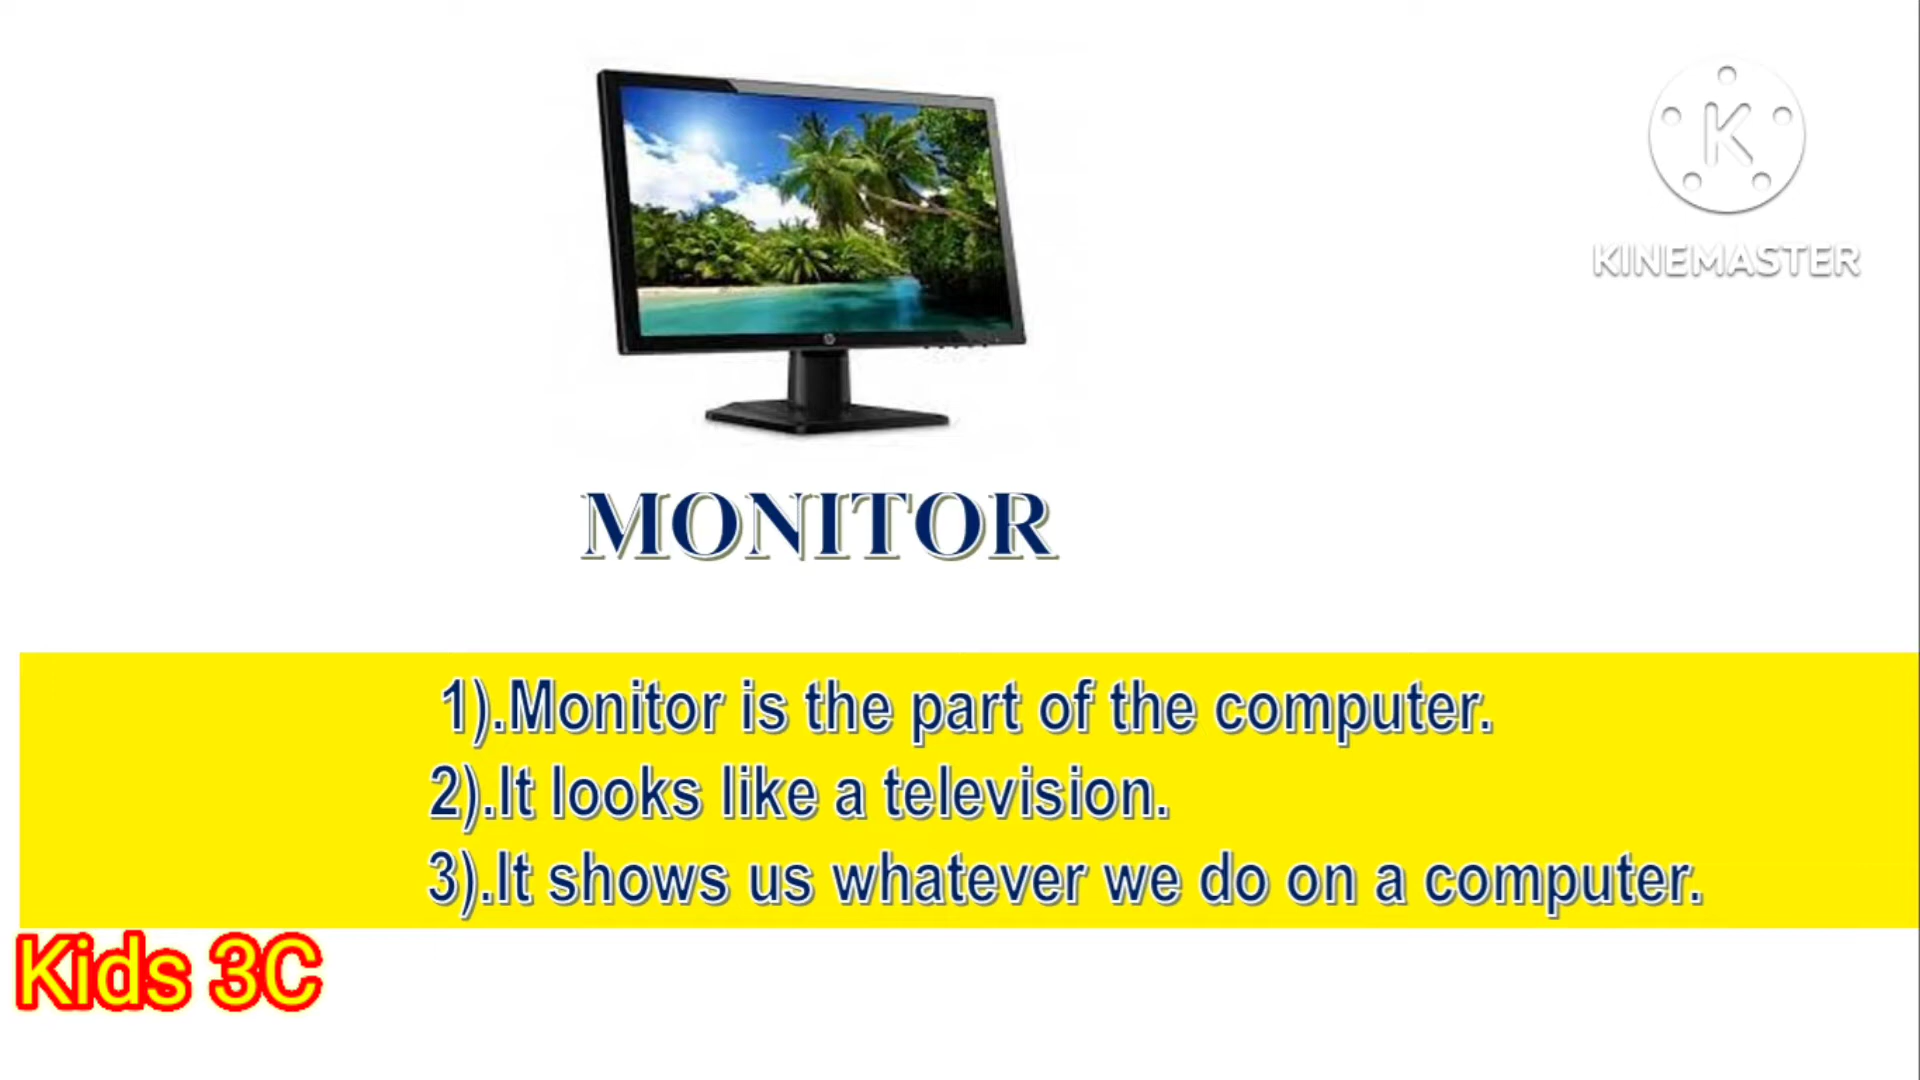 K
KINEMASTER
hp
MONITOR
1).Monitor is the part of the computer.
2).It looks like a television.
3).It shows us whatever we do on a computer.
Kids 3C